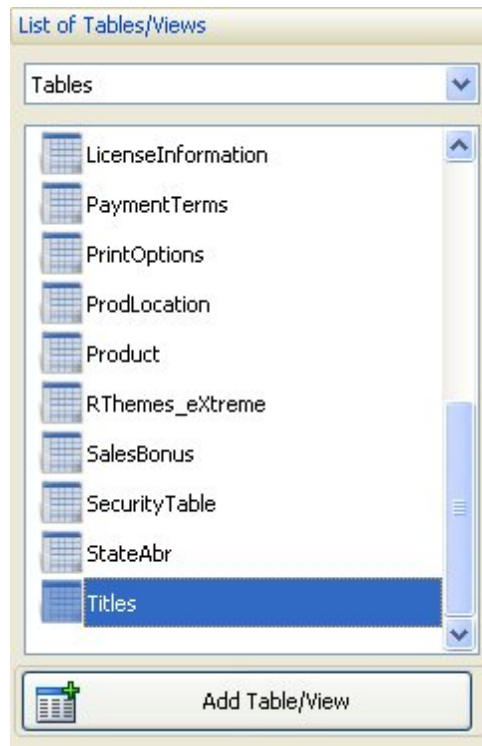 List of Tables/Views
Tables
LicenseInformation
PaymentTerms
PrintOptions
ProdLocation
Product
RThemes_eXtreme
SalesBonus
SecurityTable
StateAbr
Titles
Add Table/View